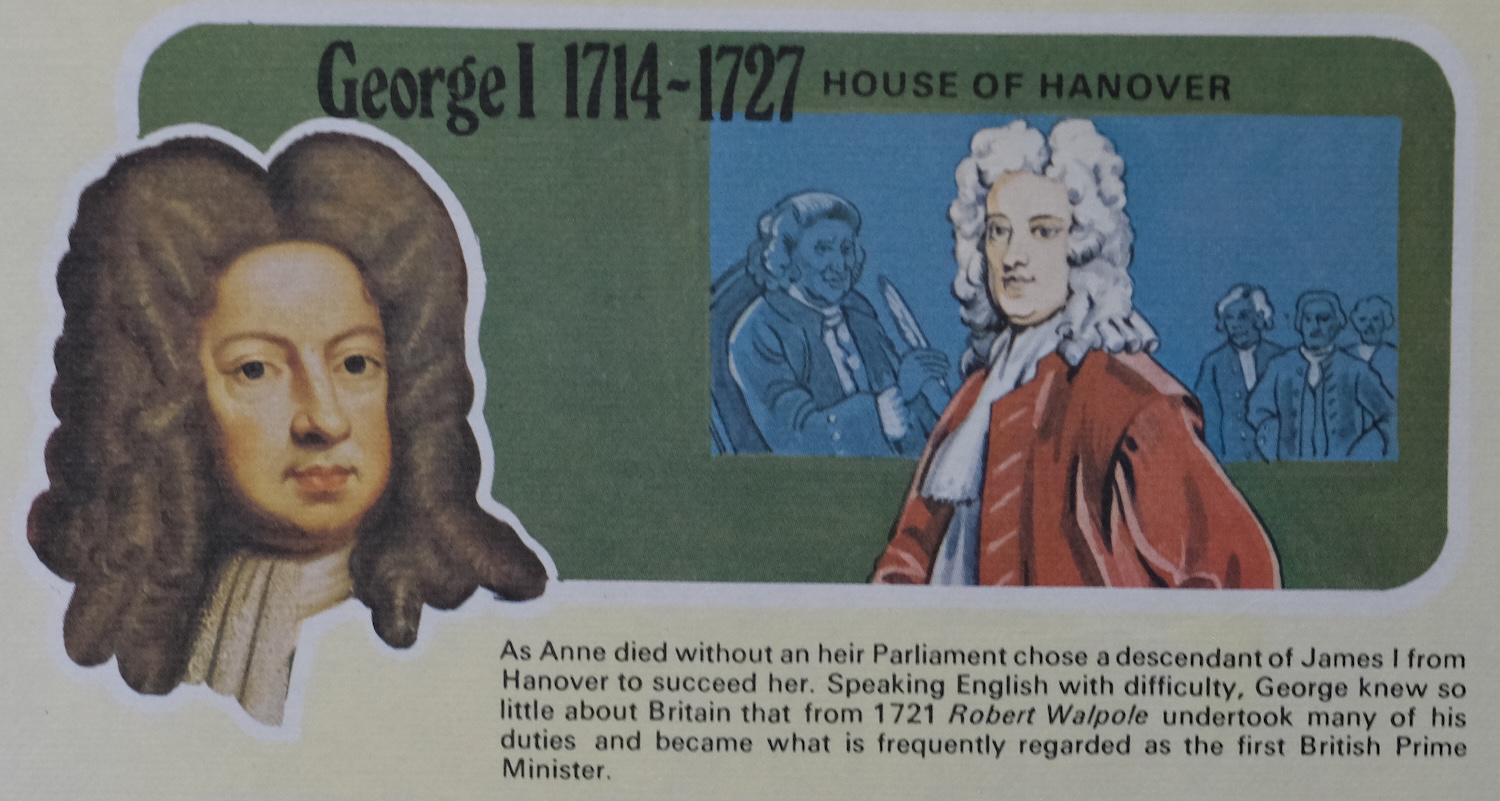 George I 1714-1727 HOUSE OF HANOVER
As Anne died without an heir Parliament chose a descendant of James I from
Hanover to succeed her. Speaking English with difficulty, George knew so
little about Britain that from 1721 Robert Walpole undertook many of his
duties and became what is frequently regarded as the first British Prime
Minister.